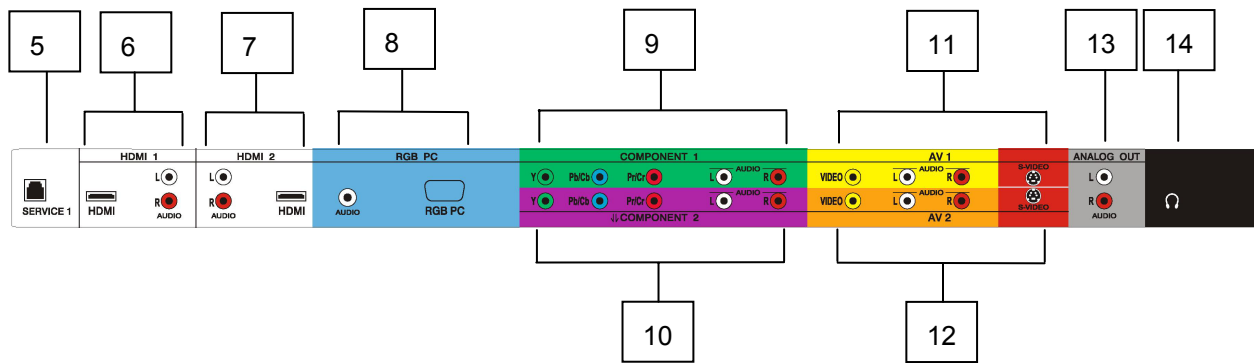 5 6 7 8 9 11 13 14
HDMI 1 HDMI 2 RGB PC COMPONENT 1 AV 1 ANALOG OUT
L L Y Pb/Cb Pr/Cr L AUDIO R VIDEO L AUDIO R S-VIDEO L
SERVICE 1 HDMI R AUDIO R AUDIO HDMI AUDIO RGB PC Y Pb/Cb Pr/Cr L AUDIO R VIDEO L AUDIO R S-VIDEO R AUDIO
COMPONENT 2 AV 2
10 12